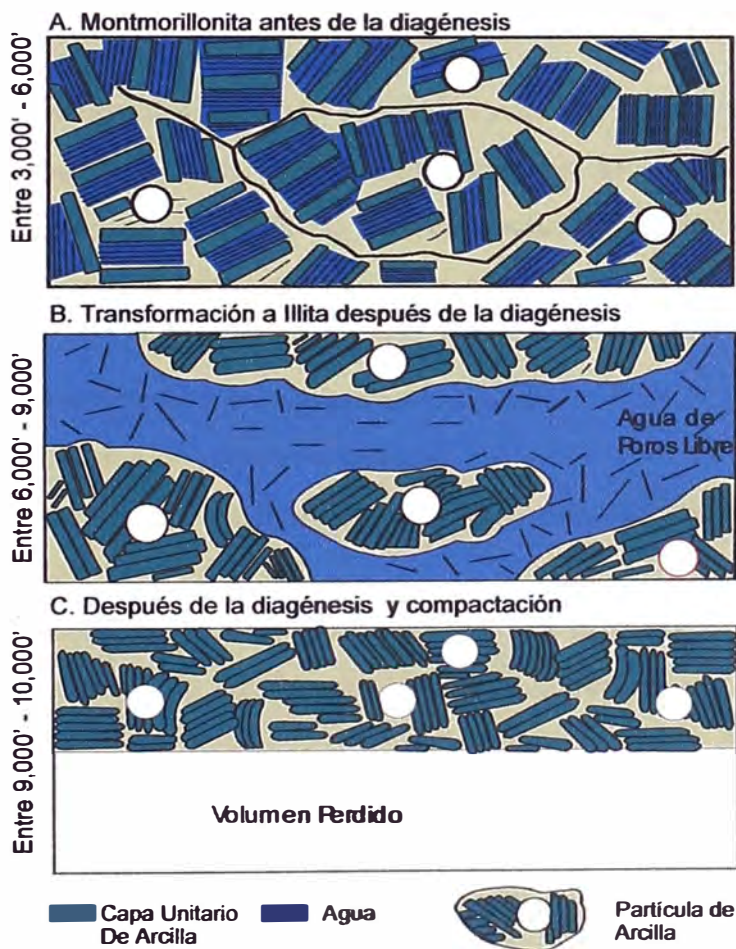 A. Montmorillonita antes de la diagénesis
Entre 3,000' - 6,000'
B. Transformación a Illita después de la diagénesis
Entre 6,000' - 9,000'
Agua de
Poros Libre
C. Después de la diagénesis y compactación
Entre 9,000' - 10,000'
Volumen Perdido
Capa Unitario
De Arcilla
Agua
Partícula de
Arcilla